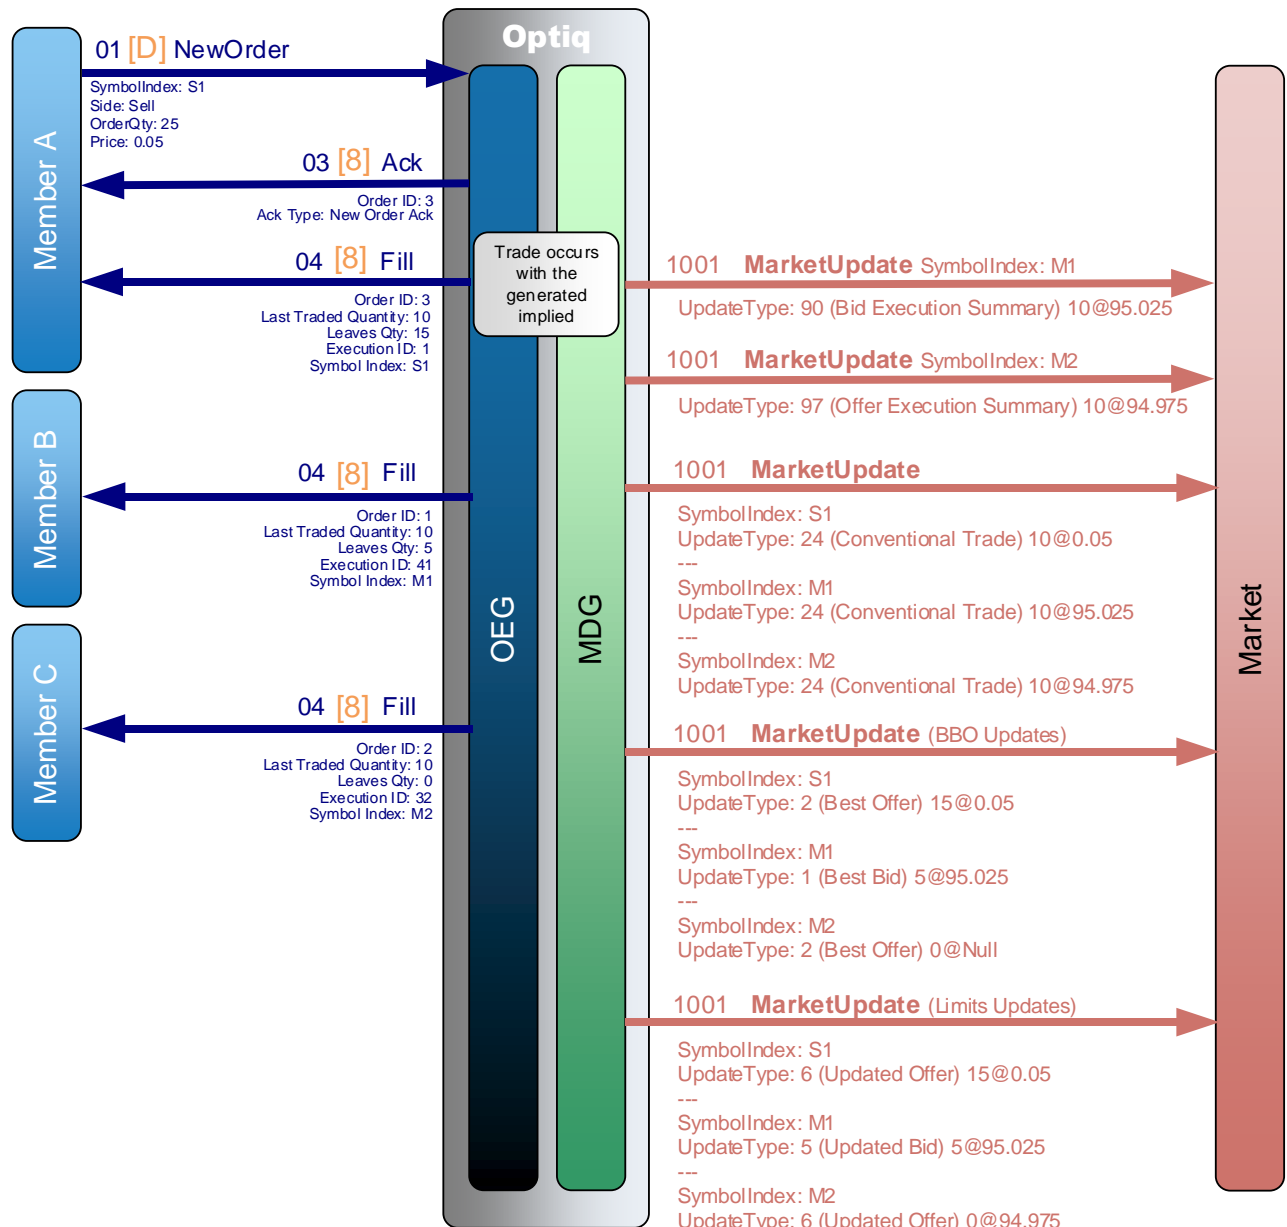 Optiq
Member A
01 [D] NewOrder
SymbolIndex: S1
Side: Sell
OrderQty: 25
Price: 0.05
03 [8] Ack
Order ID: 3
Ack Type: New Order Ack
04 [8] Fill
Order ID: 3
Last Traded Quantity: 10
Leaves Qty: 15
Execution ID: 1
Symbol Index: S1
Member B
04 [8] Fill
Order ID: 1
Last Traded Quantity: 10
Leaves Qty: 5
Execution ID: 41
Symbol Index: M1
Member C
04 [8] Fill
Order ID: 2
Last Traded Quantity: 10
Leaves Qty: 0
Execution ID: 32
Symbol Index: M2
OEG
MDG
Trade occurs
with the
generated
implied
1001 MarketUpdate SymbolIndex: M1
UpdateType: 90 (Bid Execution Summary) 10@95.025
1001 MarketUpdate SymbolIndex: M2
UpdateType: 97 (Offer Execution Summary) 10@94.975
1001 MarketUpdate
SymbolIndex: S1
UpdateType: 24 (Conventional Trade) 10@0.05
---
SymbolIndex: M1
UpdateType: 24 (Conventional Trade) 10@95.025
---
SymbolIndex: M2
UpdateType: 24 (Conventional Trade) 10@94.975
1001 MarketUpdate (BBO Updates)
SymbolIndex: S1
UpdateType: 2 (Best Offer) 15@0.05
---
SymbolIndex: M1
UpdateType: 1 (Best Bid) 5@95.025
---
SymbolIndex: M2
UpdateType: 2 (Best Offer) 0@Null
1001 MarketUpdate (Limits Updates)
SymbolIndex: S1
UpdateType: 6 (Updated Offer) 15@0.05
---
SymbolIndex: M1
UpdateType: 5 (Updated Bid) 5@95.025
---
SymbolIndex: M2
UpdateType: 6 (Updated Offer) 0@94.975
Market